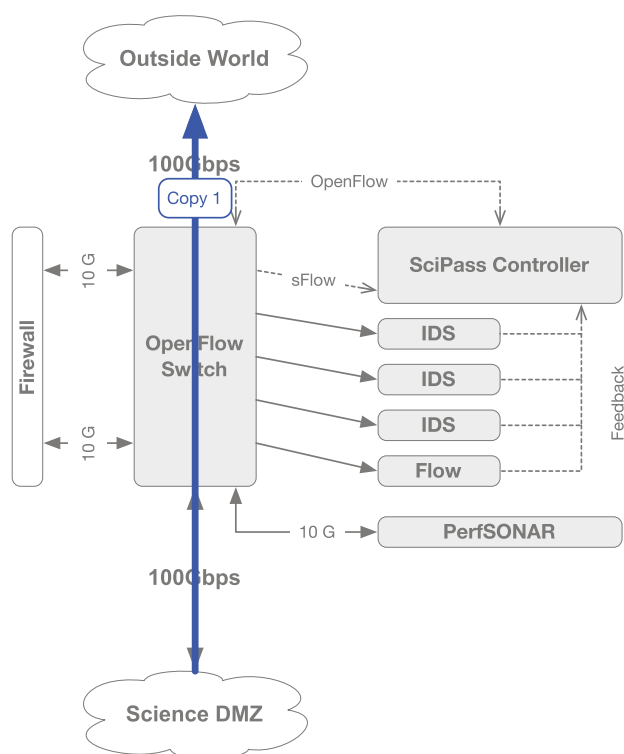 Outside World
100Gbps
Copy 1
OpenFlow
10 G
sFlow
SciPass Controller
Firewall
OpenFlow
Switch
IDS
IDS
IDS
Flow
Feedback
10 G
10 G
PerfSONAR
100Gbps
Science DMZ